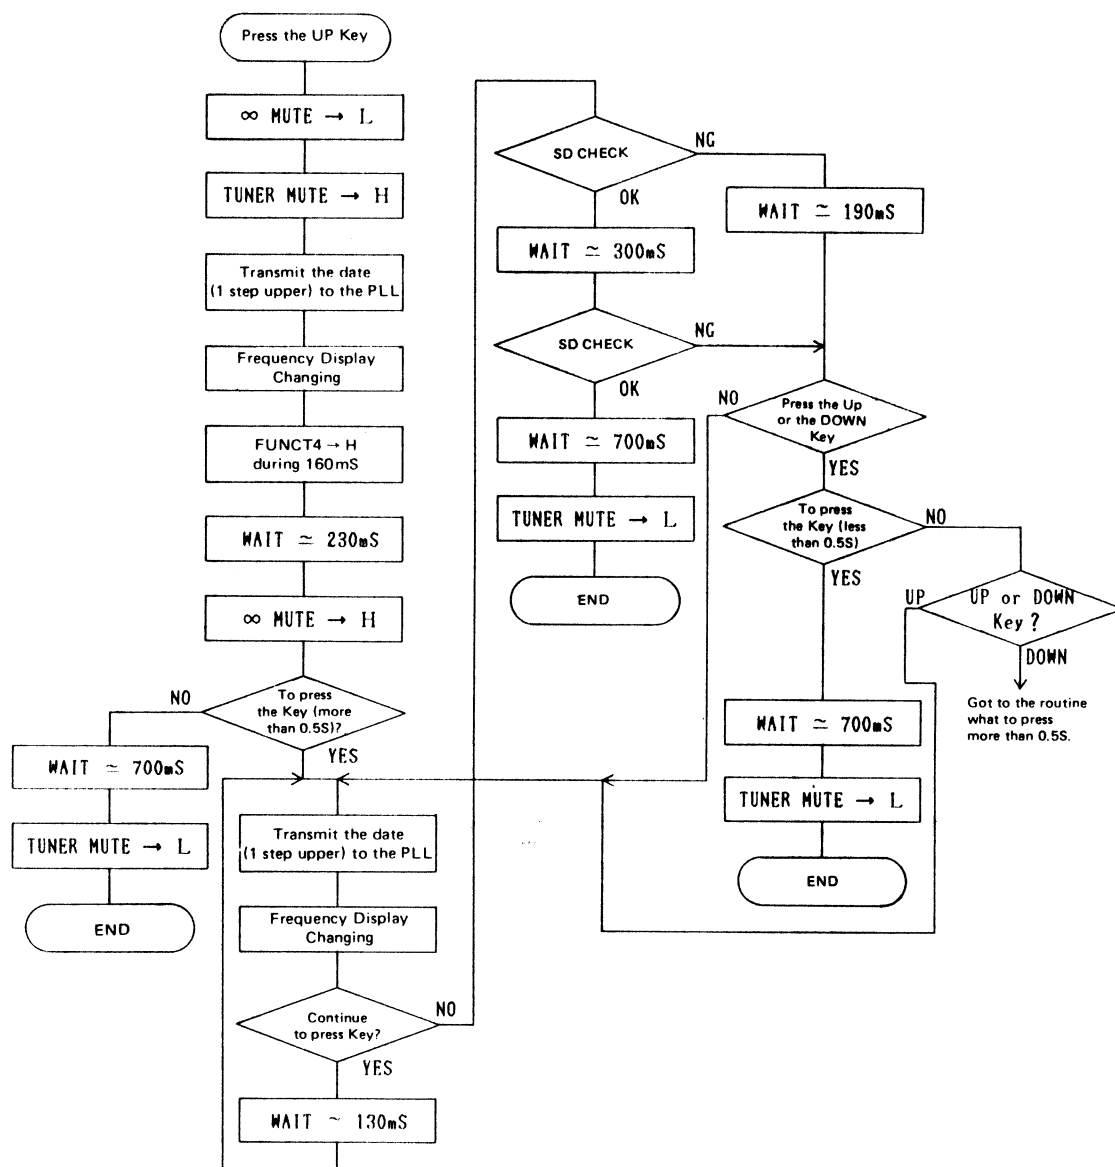 Press the UP Key
∞ MUTE → L
TUNER MUTE → H
Transmit the date
(1 step upper) to the PLL
Frequency Display
Changing
FUNCT4 → H
during 160mS
WAIT ≃ 230mS
∞ MUTE → H
To press
the Key (more
than 0.5S)?
NO
YES
WAIT ≃ 700mS
TUNER MUTE → L
END
Transmit the date
(1 step upper) to the PLL
Frequency Display
Changing
Continue
to press Key?
NO
YES
WAIT ≃ 130mS
SD CHECK
NG
OK
WAIT ≃ 300mS
SD CHECK
NG
OK
WAIT ≃ 700mS
TUNER MUTE → L
END
WAIT ≃ 190mS
Press the Up
or the DOWN
Key
NO
YES
To press
the Key (less
than 0.5S)
NO
YES
WAIT ≃ 700mS
TUNER MUTE → L
END
UP or DOWN
Key?
UP
DOWN
Got to the routine
what to press
more than 0.5S.